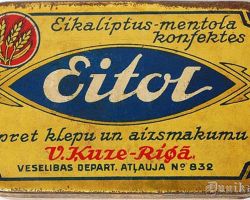 Eikaliptus-mentola
konfektes
Eitol
pret klepu un aizsmakumu
V. Kuze-Rīgā.
VESELIBAS DEPART. ATĻAUJA Nº 832